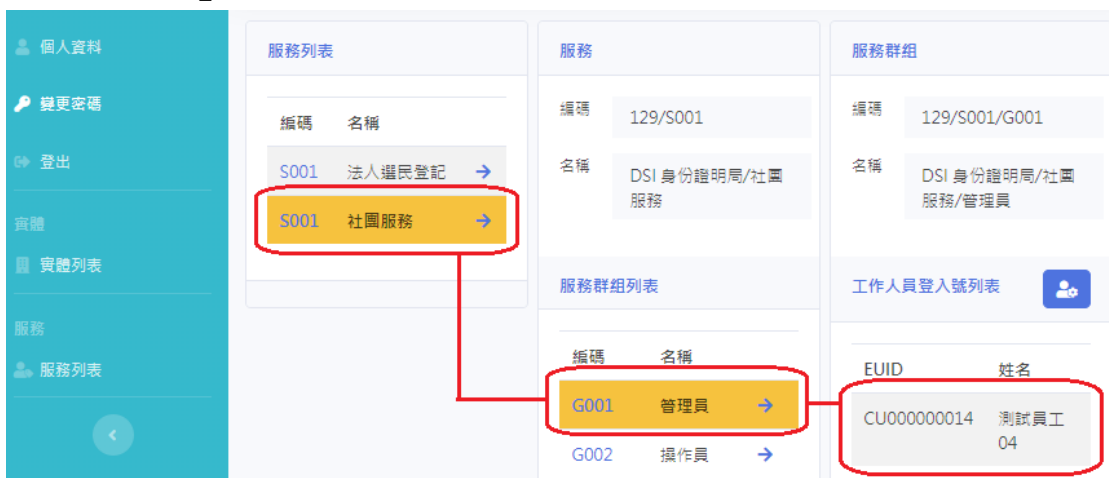 個人資料
變更密碼
登出
實體
實體列表
服務
服務列表
服務列表
編碼 名稱
S001 法人選民登記
S001 社團服務
服務
編碼 129/S001
名稱 DSI 身份證明局/社團
服務
服務群组列表
編碼 名稱
G001 管理員
G002 操作員
服務群组
編碼 129/S001/G001
名稱 DSI 身份證明局/社團
服務/管理員
工作人員登入號列表
EUID 姓名
CU000000014 測試員工
04